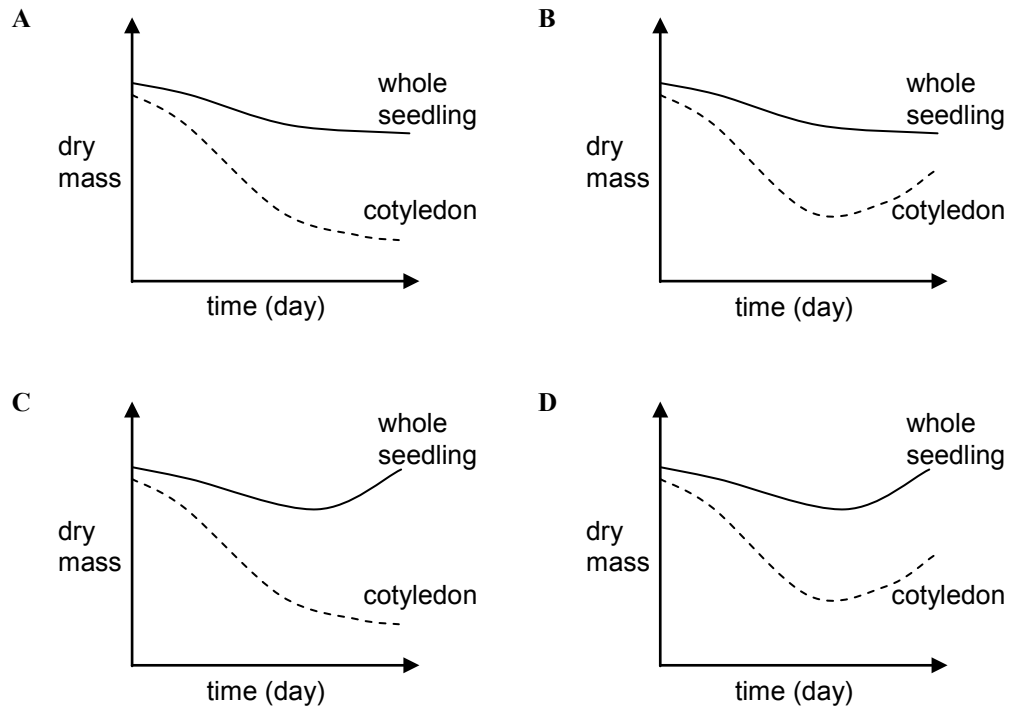 A
whole
seedling
dry
mass
cotyledon
time (day)
B
whole
seedling
dry
mass
cotyledon
time (day)
C
whole
seedling
dry
mass
cotyledon
time (day)
D
whole
seedling
dry
mass
cotyledon
time (day)